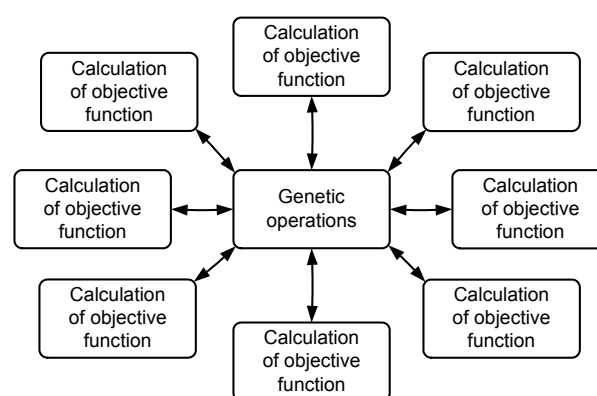 Calculation
of objective
function
Calculation
of objective
function
Calculation
of objective
function
Calculation
of objective
function
Genetic
operations
Calculation
of objective
function
Calculation
of objective
function
Calculation
of objective
function
Calculation
of objective
function